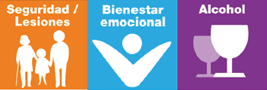 Seguridad /
Lesiones
Bienestar
emocional
Alcohol